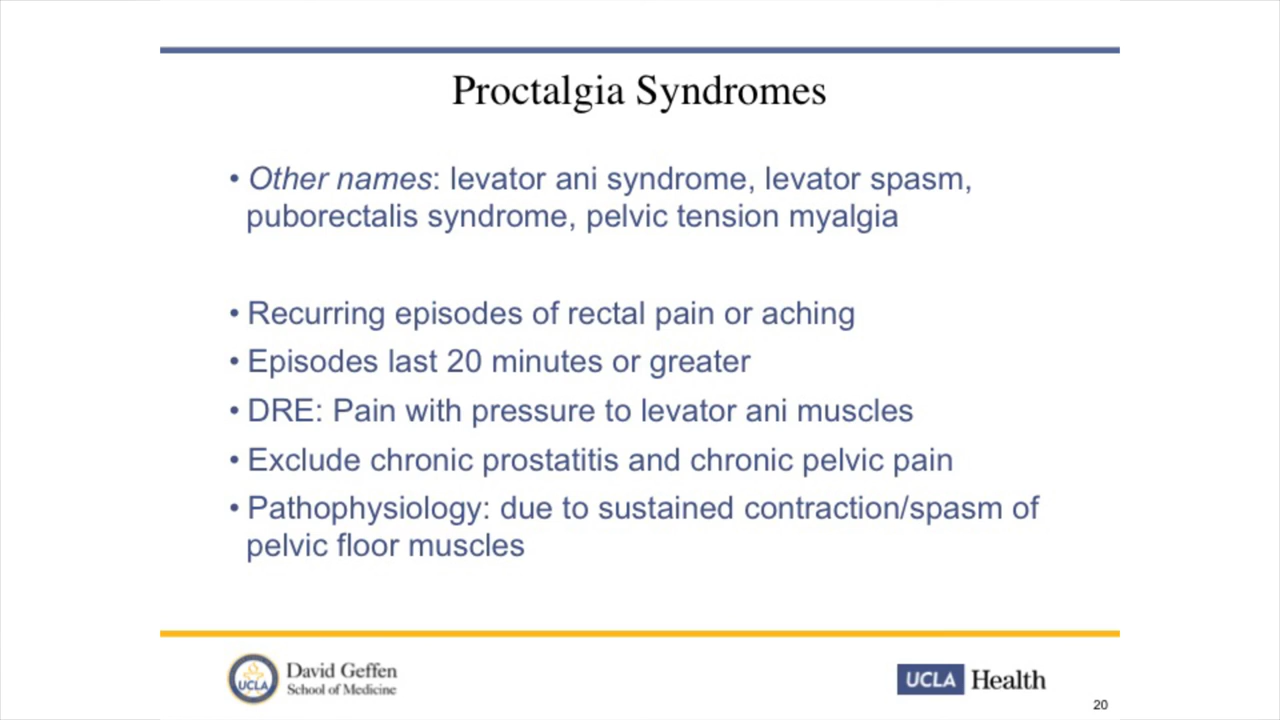 Proctalgia Syndromes
• Other names: levator ani syndrome, levator spasm,
puborectalis syndrome, pelvic tension myalgia
• Recurring episodes of rectal pain or aching
• Episodes last 20 minutes or greater
• DRE: Pain with pressure to levator ani muscles
• Exclude chronic prostatitis and chronic pelvic pain
• Pathophysiology: due to sustained contraction/spasm of
pelvic floor muscles
UCLA
David Geffen
School of Medicine
UCLA Health
20